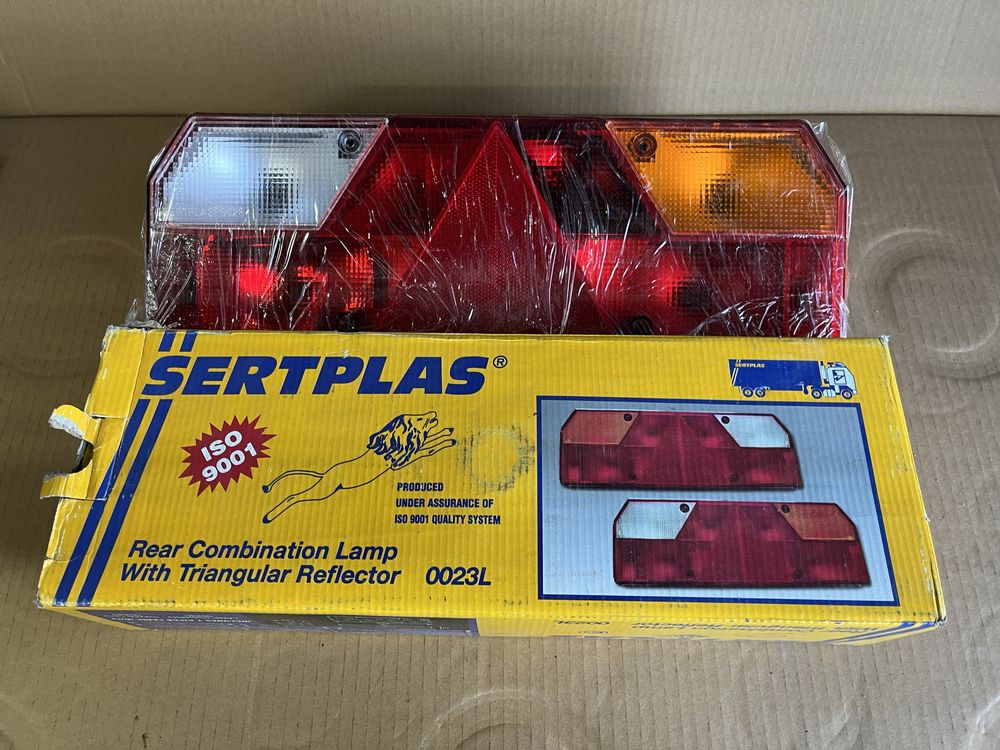 SERTPLAS®
SERTPLAS
ISO
9001
PRODUCED
UNDER ASSURANCE OF
ISO 9001 QUALITY SYSTEM
Rear Combination Lamp
With Triangular Reflector 0023L
0023L